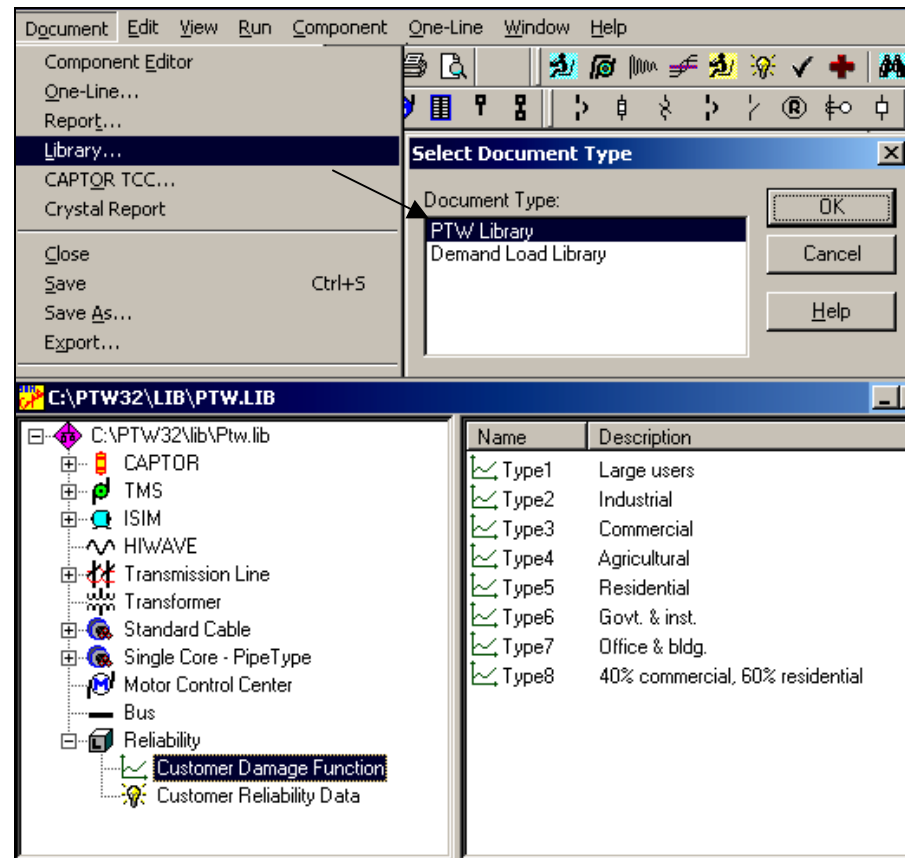 Document Edit View Run Component One-Line Window Help
Component Editor
One-Line...
Report...
Library...
CAPTOR TCC...
Crystal Report
Close
Save Ctrl+S
Save As...
Export...
Select Document Type
Document Type:
PTW Library
Demand Load Library
OK
Cancel
Help
C:\PTW32\LIB\PTW.LIB
C:\PTW32\lib\Ptw.lib
CAPTOR
TMS
ISIM
HIWAVE
Transmission Line
Transformer
Standard Cable
Single Core - PipeType
Motor Control Center
Bus
Reliability
Customer Damage Function
Customer Reliability Data
Name Description
Type1 Large users
Type2 Industrial
Type3 Commercial
Type4 Agricultural
Type5 Residential
Type6 Govt. & inst.
Type7 Office & bldg.
Type8 40% commercial, 60% residential